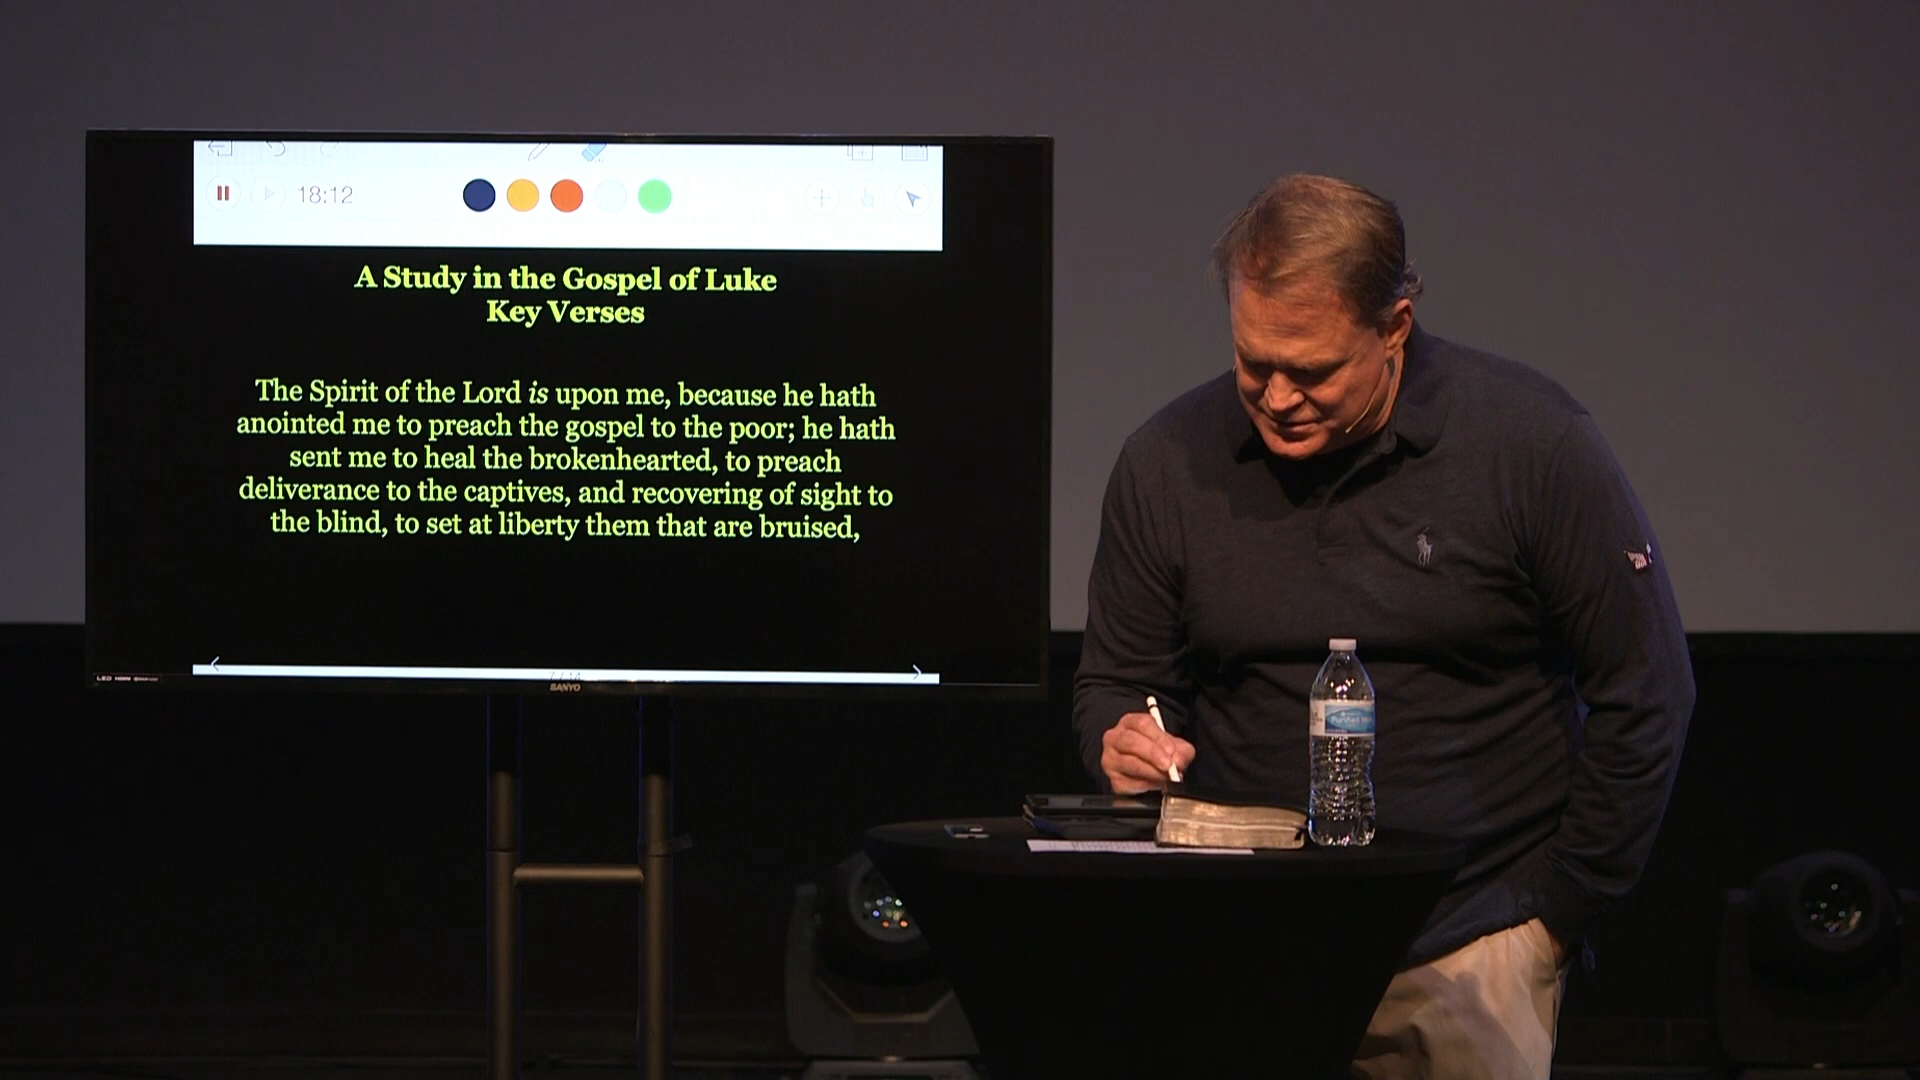 18:12
A Study in the Gospel of Luke
Key Verses
The Spirit of the Lord is upon me, because he hath
anointed me to preach the gospel to the poor; he hath
sent me to heal the brokenhearted, to preach
deliverance to the captives, and recovering of sight to
the blind, to set at liberty them that are bruised,
LED HDMI
SANYO
Purified